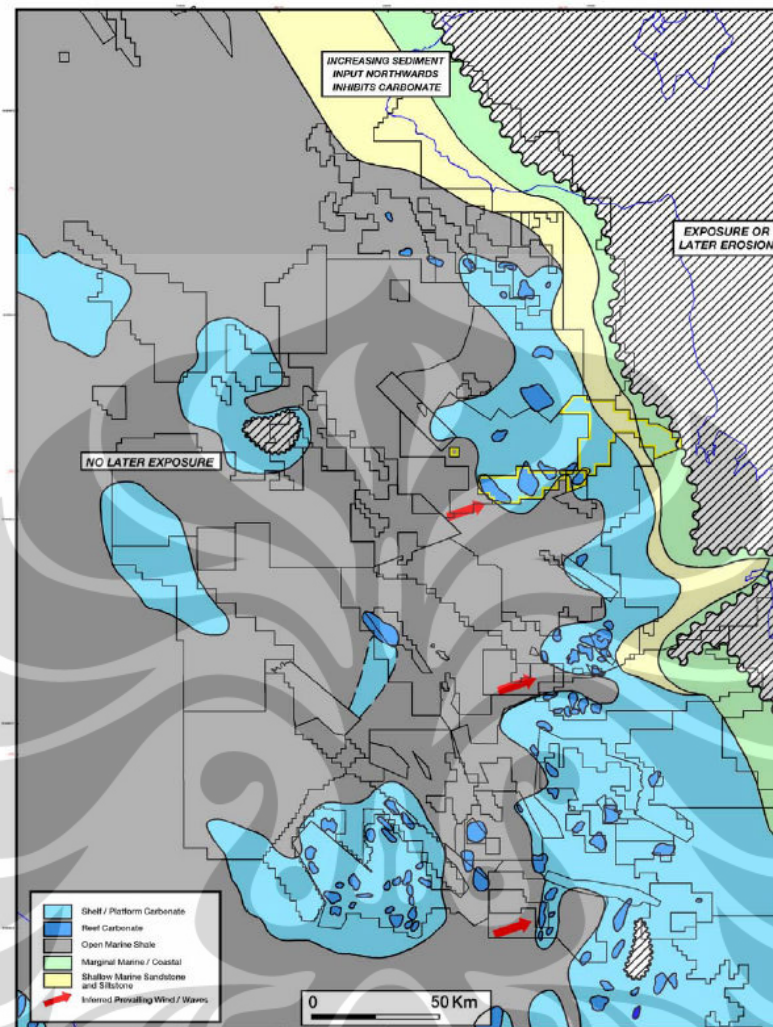 INCREASING SEDIMENT
INPUT NORTHWARDS
INHIBITS CARBONATE
EXPOSURE OR
LATER EROSION
NO LATER EXPOSURE
Shelf / Platform Carbonate
Reef Carbonate
Open Marine Shale
Marginal Marine / Coastal
Shallow Marine Sandstone
and Siltstone
Inferred Prevailing Wind / Waves
0 50 Km